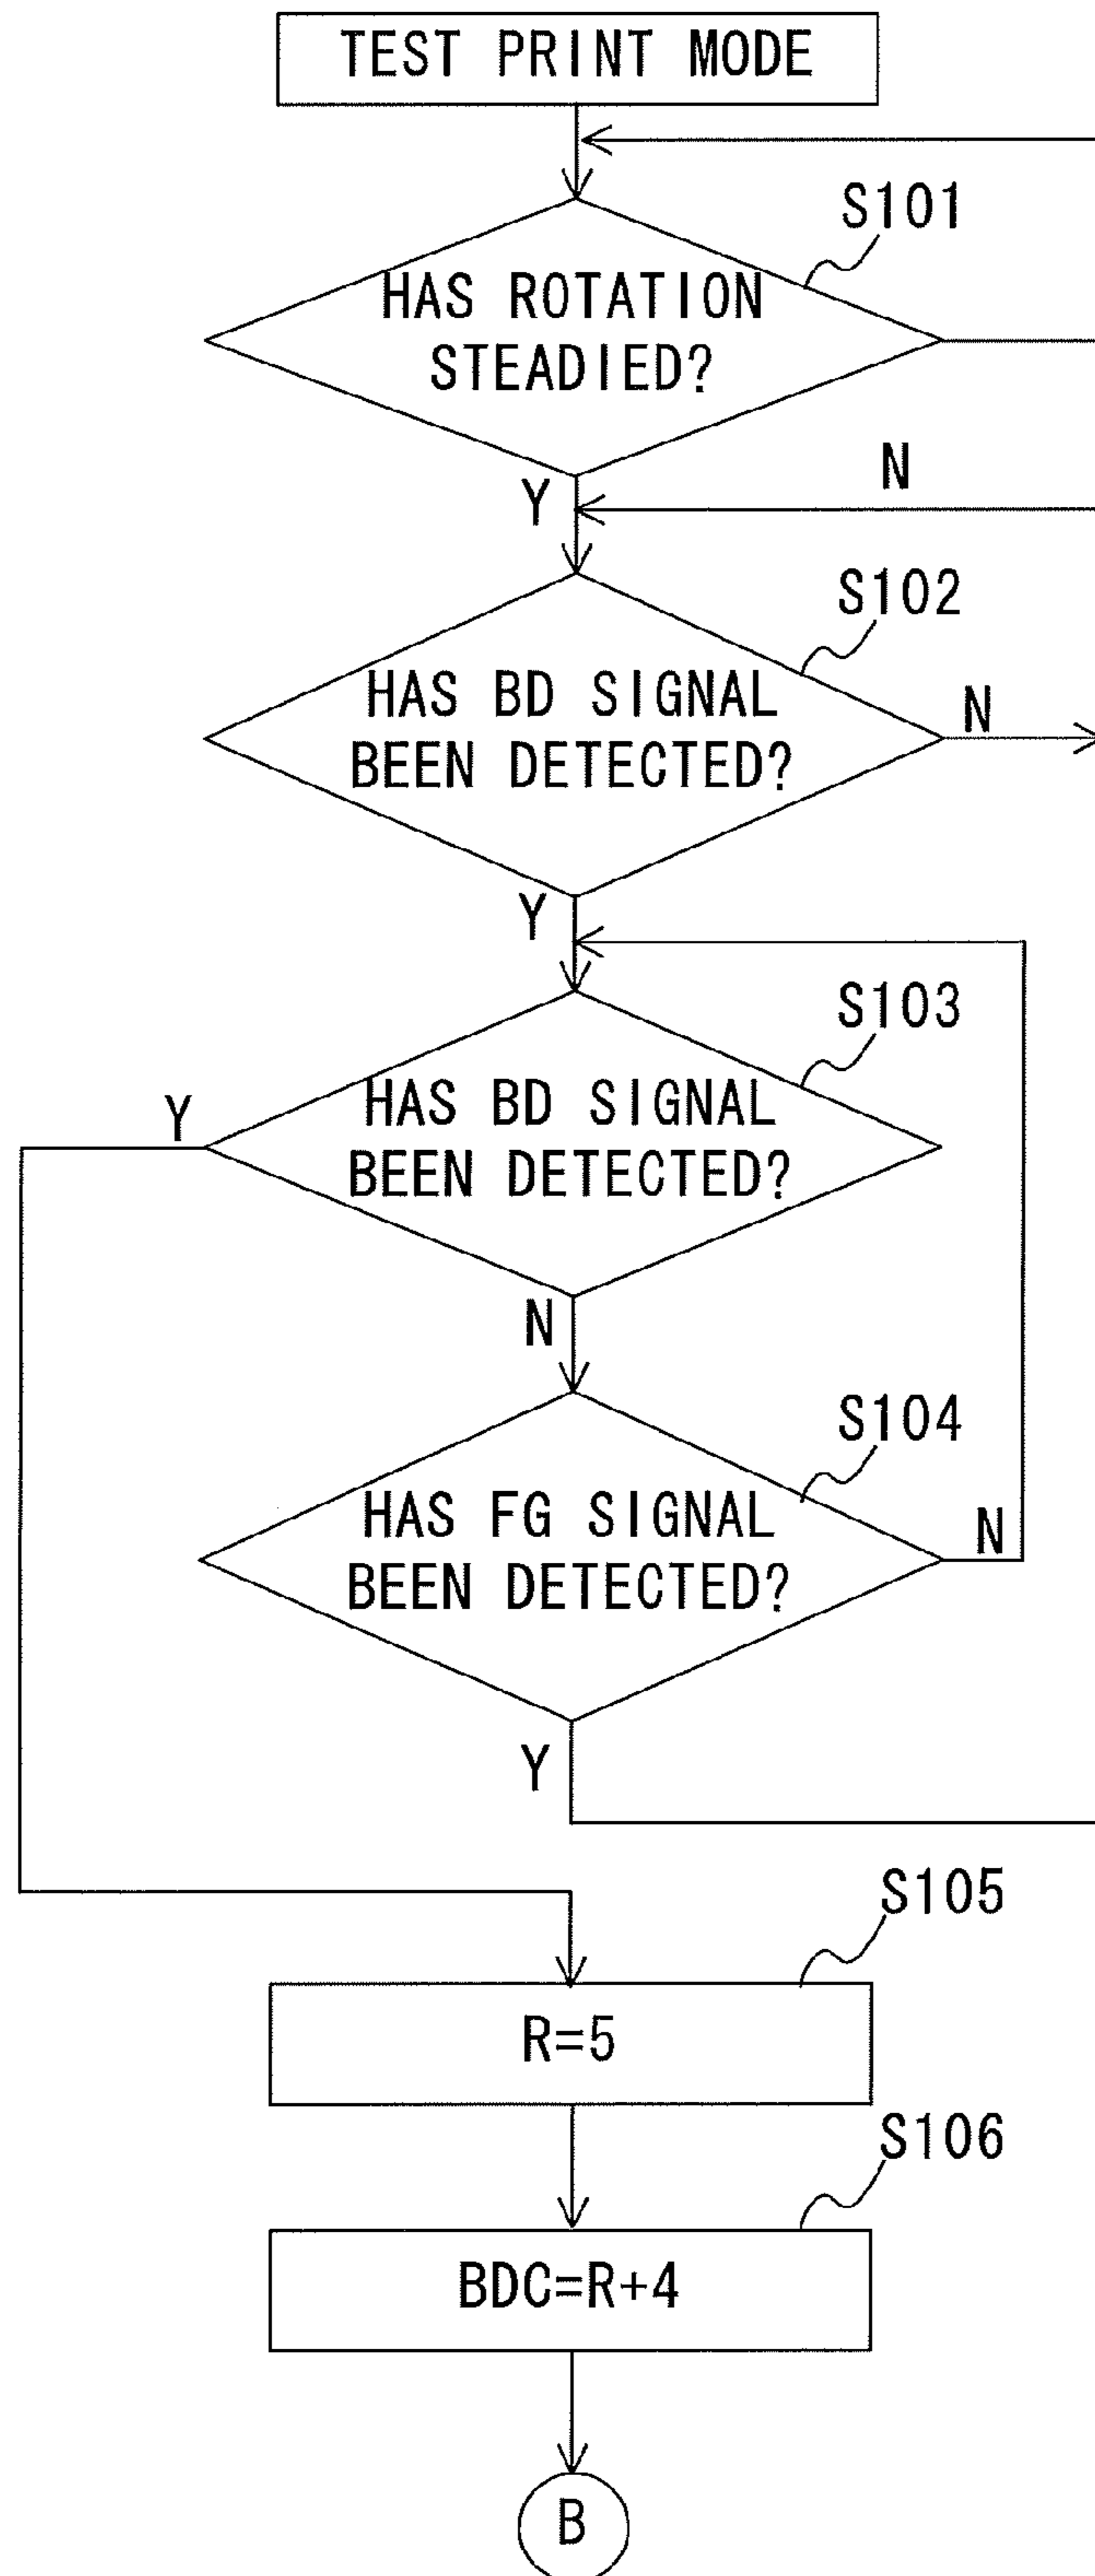 TEST PRINT MODE
S101
HAS ROTATION
STEADIED?
N
Y
S102
HAS BD SIGNAL
BEEN DETECTED?
N
Y
S103
Y
HAS BD SIGNAL
BEEN DETECTED?
N
S104
HAS FG SIGNAL
BEEN DETECTED?
N
Y
S105
R=5
S106
BDC=R+4
B